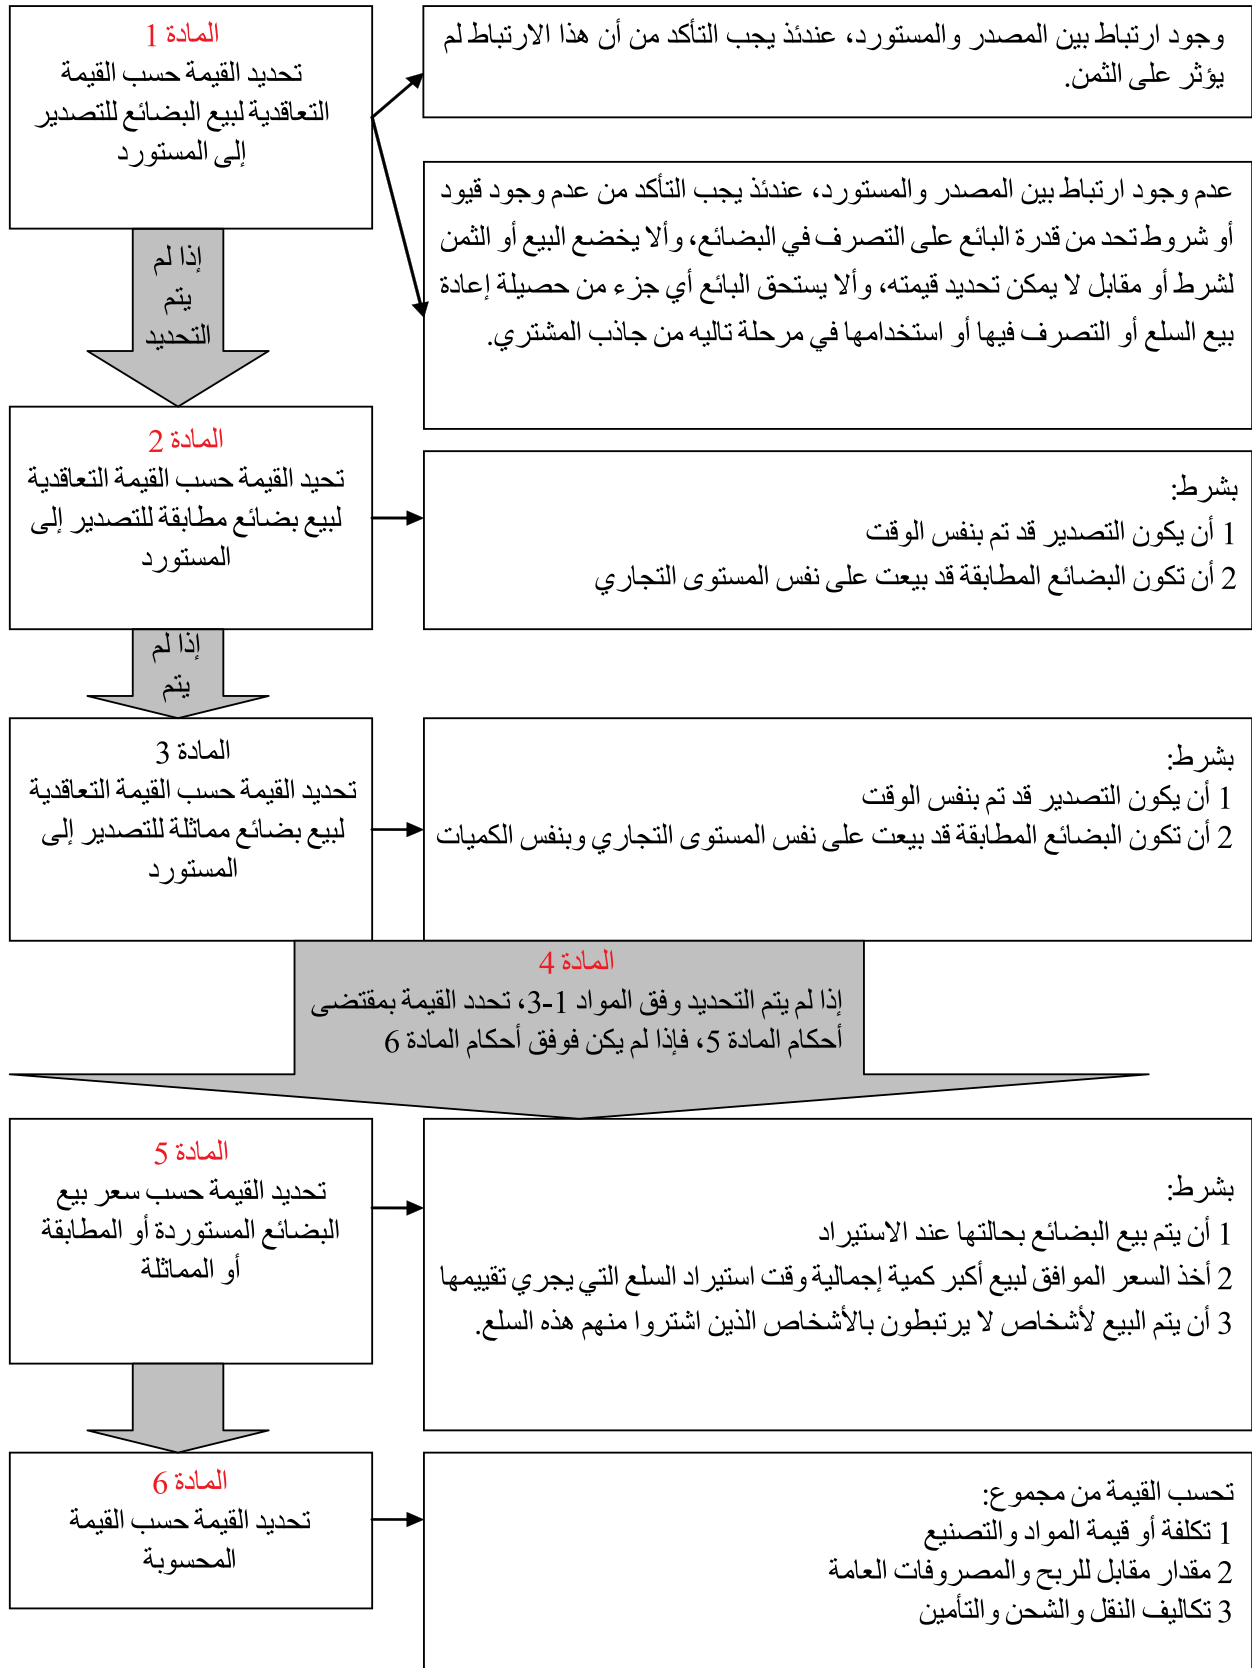 المادة 1
تحديد القيمة حسب القيمة
التعاقدية لبيع البضائع للتصدير
إلى المستورد
وجود ارتباط بين المصدر والمستورد، عندئذ يجب التأكد من أن هذا الارتباط لم
يؤثر على الثمن.
عدم وجود ارتباط بين المصدر والمستورد، عندئذ يجب التأكد من عدم وجود قيود
أو شروط تحد من قدرة البائع على التصرف في البضائع، وألا يخضع البيع أو الثمن
لشرط أو مقابل لا يمكن تحديد قيمته، وألا يستحق البائع أي جزء من حصيلة إعادة
بيع السلع أو التصرف فيها أو استخدامها في مرحلة تاليه من جاذب المشتري.
إذا لم
يتم
التحديد
المادة 2
تحيد القيمة حسب القيمة التعاقدية
لبيع بضائع مطابقة للتصدير إلى
المستورد
بشرط:
1 أن يكون التصدير قد تم بنفس الوقت
2 أن تكون البضائع المطابقة قد بيعت على نفس المستوى التجاري
إذا لم
يتم
المادة 3
تحديد القيمة حسب القيمة التعاقدية
لبيع بضائع مماثلة للتصدير إلى
المستورد
بشرط:
1 أن يكون التصدير قد تم بنفس الوقت
2 أن تكون البضائع المطابقة قد بيعت على نفس المستوى التجاري وبنفس الكميات
المادة 4
إذا لم يتم التحديد وفق المواد 1-3، تحدد القيمة بمقتضى
أحكام المادة 5، فإذا لم يكن فوفق أحكام المادة 6
المادة 5
تحديد القيمة حسب سعر بيع
البضائع المستوردة أو المطابقة
أو المماثلة
بشرط:
1 أن يتم بيع البضائع بحالتها عند الاستيراد
2 أخذ السعر الموافق لبيع أكبر كمية إجمالية وقت استيراد السلع التي يجري تقييمها
3 أن يتم البيع لأشخاص لا يرتبطون بالأشخاص الذين اشتروا منهم هذه السلع.
المادة 6
تحديد القيمة حسب القيمة
المحسوبة
تحسب القيمة من مجموع:
1 تكلفة أو قيمة المواد والتصنيع
2 مقدار مقابل للربح والمصروفات العامة
3 تكاليف النقل والشحن والتأمين